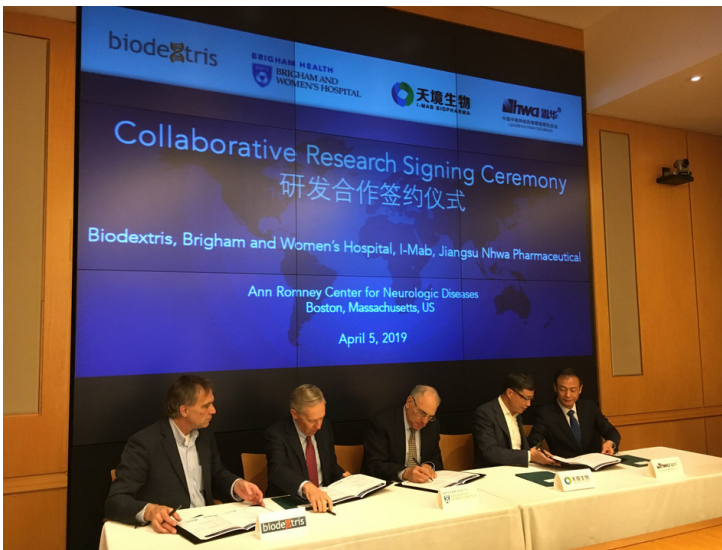 biodextris
BRIGHAM HEALTH
BRIGHAM AND
WOMEN'S HOSPITAL
天境生物
I-MAB BIOPHARMA
nhwa 恩华®
Collaborative Research Signing Ceremony
研发合作签约仪式
Biodextris, Brigham and Women's Hospital, I-Mab, Jiangsu Nhwa Pharmaceutical
Ann Romney Center for Neurologic Diseases
Boston, Massachusetts, US
April 5, 2019
biodextris
天境生物
nhwa